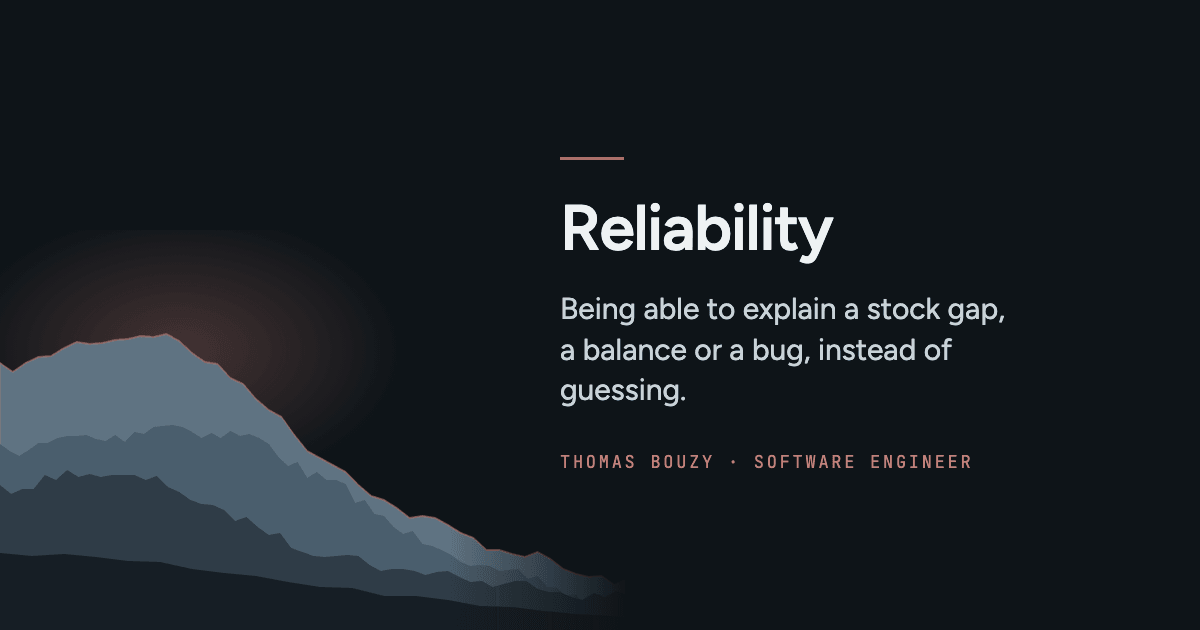 Reliability
Being able to explain a stock gap,
a balance or a bug, instead of
guessing.
THOMAS BOUZY · SOFTWARE ENGINEER